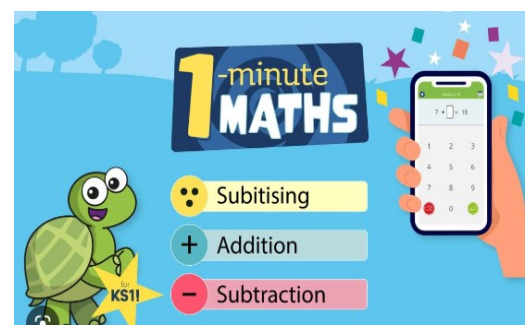 1-minute
MATHS
7 + = 10
1 2 3
4 5 6
7 8 9
0
Subitising
+ Addition
- Subtraction
for
KS1!